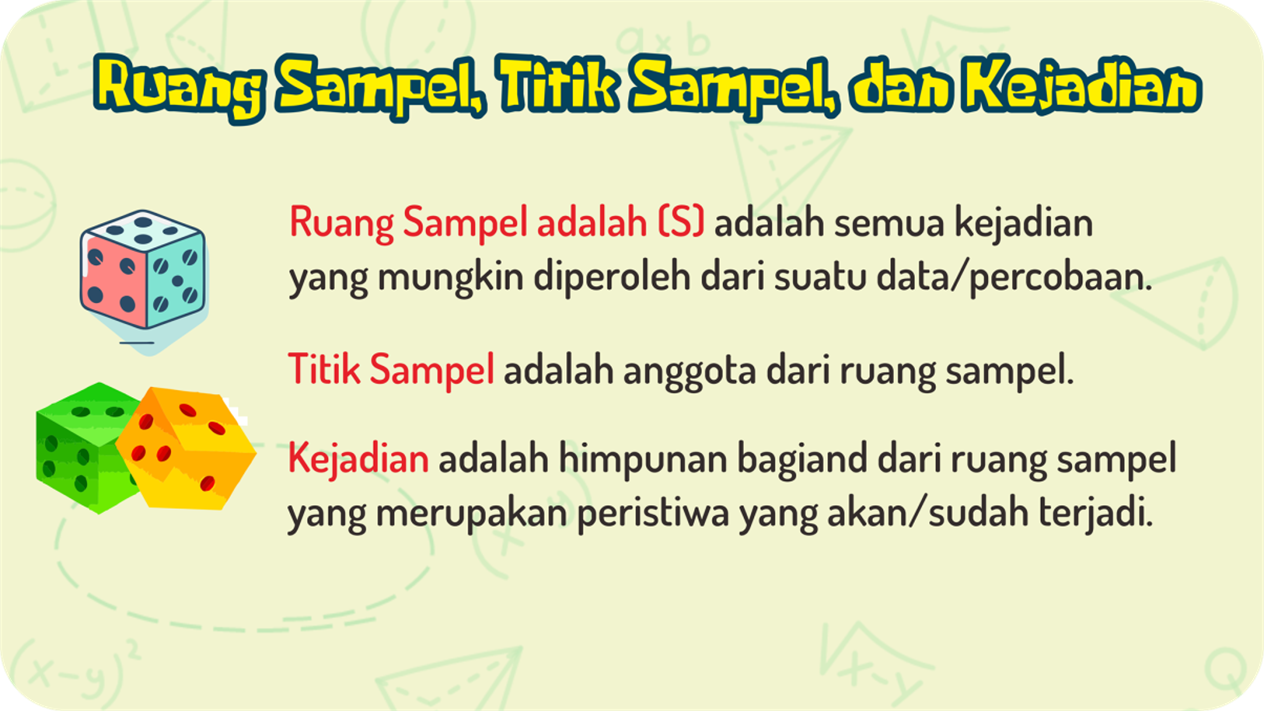 Ruang Sampel, Titik Sampel, dan Kejadian
Ruang Sampel adalah (S) adalah semua kejadian
yang mungkin diperoleh dari suatu data/percobaan.
Titik Sampel adalah anggota dari ruang sampel.
Kejadian adalah himpunan bagiand dari ruang sampel
yang merupakan peristiwa yang akan/sudah terjadi.
a×b
√x-y
(x-y)
(x-y)²
√x-y
Q